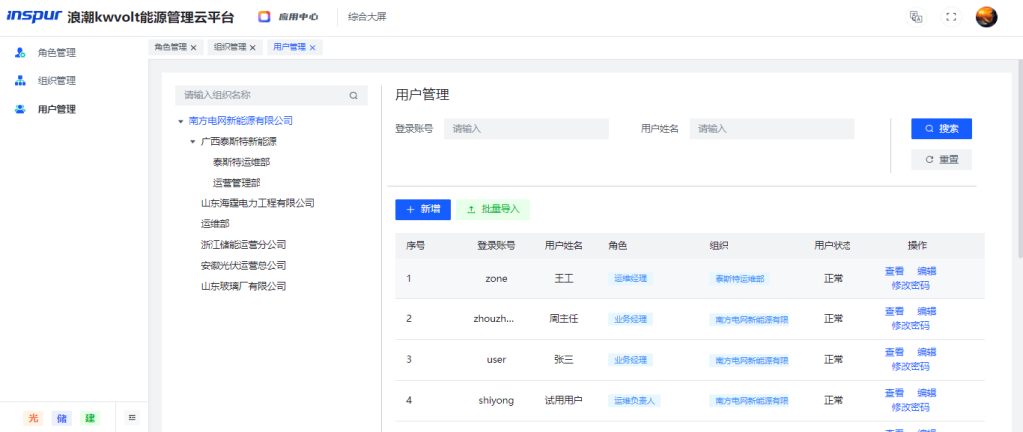 inspur 浪潮kwvolt能源管理云平台 应用中心 综合大屏
角色管理
组织管理
用户管理
角色管理 × 组织管理 × 用户管理 ×
请输入组织名称
南方电网新能源有限公司
广西泰斯特新能源
泰斯特运维部
运营管理部
山东海霆电力工程有限公司
运维部
浙江储能运营分公司
安徽光伏运营总公司
山东玻璃厂有限公司
用户管理
登录账号 请输入 用户姓名 请输入 搜索
重置
+ 新增 批量导入
序号 登录账号 用户姓名 角色 组织 用户状态 操作
1 zone 王工 运维经理 泰斯特运维部 正常 查看 编辑
修改密码
2 zhouzh... 周主任 业务经理 南方电网新能源有限 正常 查看 编辑
修改密码
3 user 张三 业务经理 南方电网新能源有限 正常 查看 编辑
修改密码
4 shiyong 试用用户 运维负责人 南方电网新能源有限 正常 查看 编辑
修改密码
光 储 建